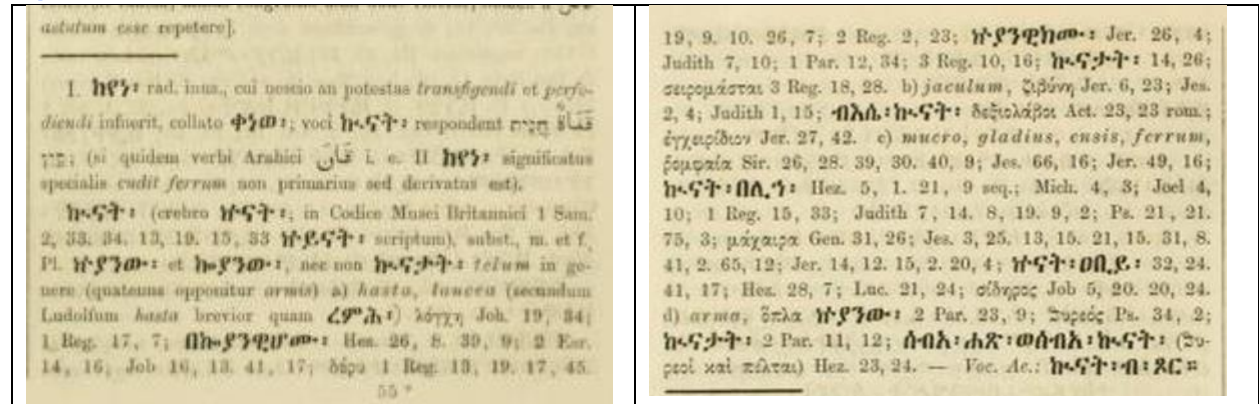 astutum esse repetere].
I. ከየነ፡ rad. inus., cui nescio an potestas transfigendi et perfo-
diendi infuerit, collato ቀነወ፡; voci ኲናት፡ respondent חֲנִית قَنَاةٌ
קין; (si quidem verbi Arabici قَانَ i. e. II ከየነ፡ significatus
specialis cudit ferrum non primarius sed derivatus est).
ኲናት፡ (crebro ኵናት፡, in Codice Musei Britannici 1 Sam.
2, 33. 34. 13, 19. 15, 33 ኵይናት፡ scriptum), subst., m. et f.
Pl. ኵያንው፡ et ኰያንው፡, nec non ኲናታት፡ telum in ge-
nere (quatenus opponitur armis) a) hasta, lancea (secundum
Ludolfum hasta brevior quam ረምሕ፡) λόγχη Joh. 19, 34;
1 Reg. 17, 7; በኰያንዊሆሙ፡ Hez. 26, 8. 39, 9; 2 Esr.
14, 16; Job 16, 13. 41, 17; δόρυ 1 Reg. 13, 19. 17, 45.
55*
19, 9. 10. 26, 7; 2 Reg. 2, 23; ኵያንዊክሙ፡ Jer. 26, 4;
Judith 7, 10; 1 Par. 12, 34; 3 Reg. 10, 16; ኲናታት፡ 14, 26;
σειρομάσται 3 Reg. 18, 28. b) jaculum, ζιβύνη Jer. 6, 23; Jes.
2, 4; Judith 1, 15; ብእሴ፡ኲናት፡ δεξιολάβοι Act. 23, 23 rom.;
ἐγχειρίδιον Jer. 27, 42. c) mucro, gladius, ensis, ferrum,
ῥομφαία Sir. 26, 28. 39, 30. 40, 9; Jes. 66, 16; Jer. 49, 16;
ኲናት፡በሊኅ፡ Hez. 5, 1. 21, 9 seq.; Mich. 4, 3; Joel 4,
10; 1 Reg. 15, 33; Judith 7, 14. 8, 19. 9, 2; Ps. 21, 21.
75, 3; μάχαιρα Gen. 31, 26; Jes. 3, 25. 13, 15. 21, 15. 31, 8.
41, 2. 65, 12; Jer. 14, 12. 15, 2. 20, 4; ኵናት፡ዐቢይ፡ 32, 24.
41, 17; Hez. 28, 7; Luc. 21, 24; σίδηρος Job 5, 20. 20, 24.
d) arma, ὅπλα ኵያንው፡ 2 Par. 23, 9; θυρεός Ps. 34, 2;
ኲናታት፡ 2 Par. 11, 12; ሰብአ፡ሐጽ፡ወሰብአ፡ኲናት፡ (θυ-
ρεοὶ καὶ πέλται) Hez. 23, 24. — Voc. Ae.: ኲናት፡ብ፡ጾር።